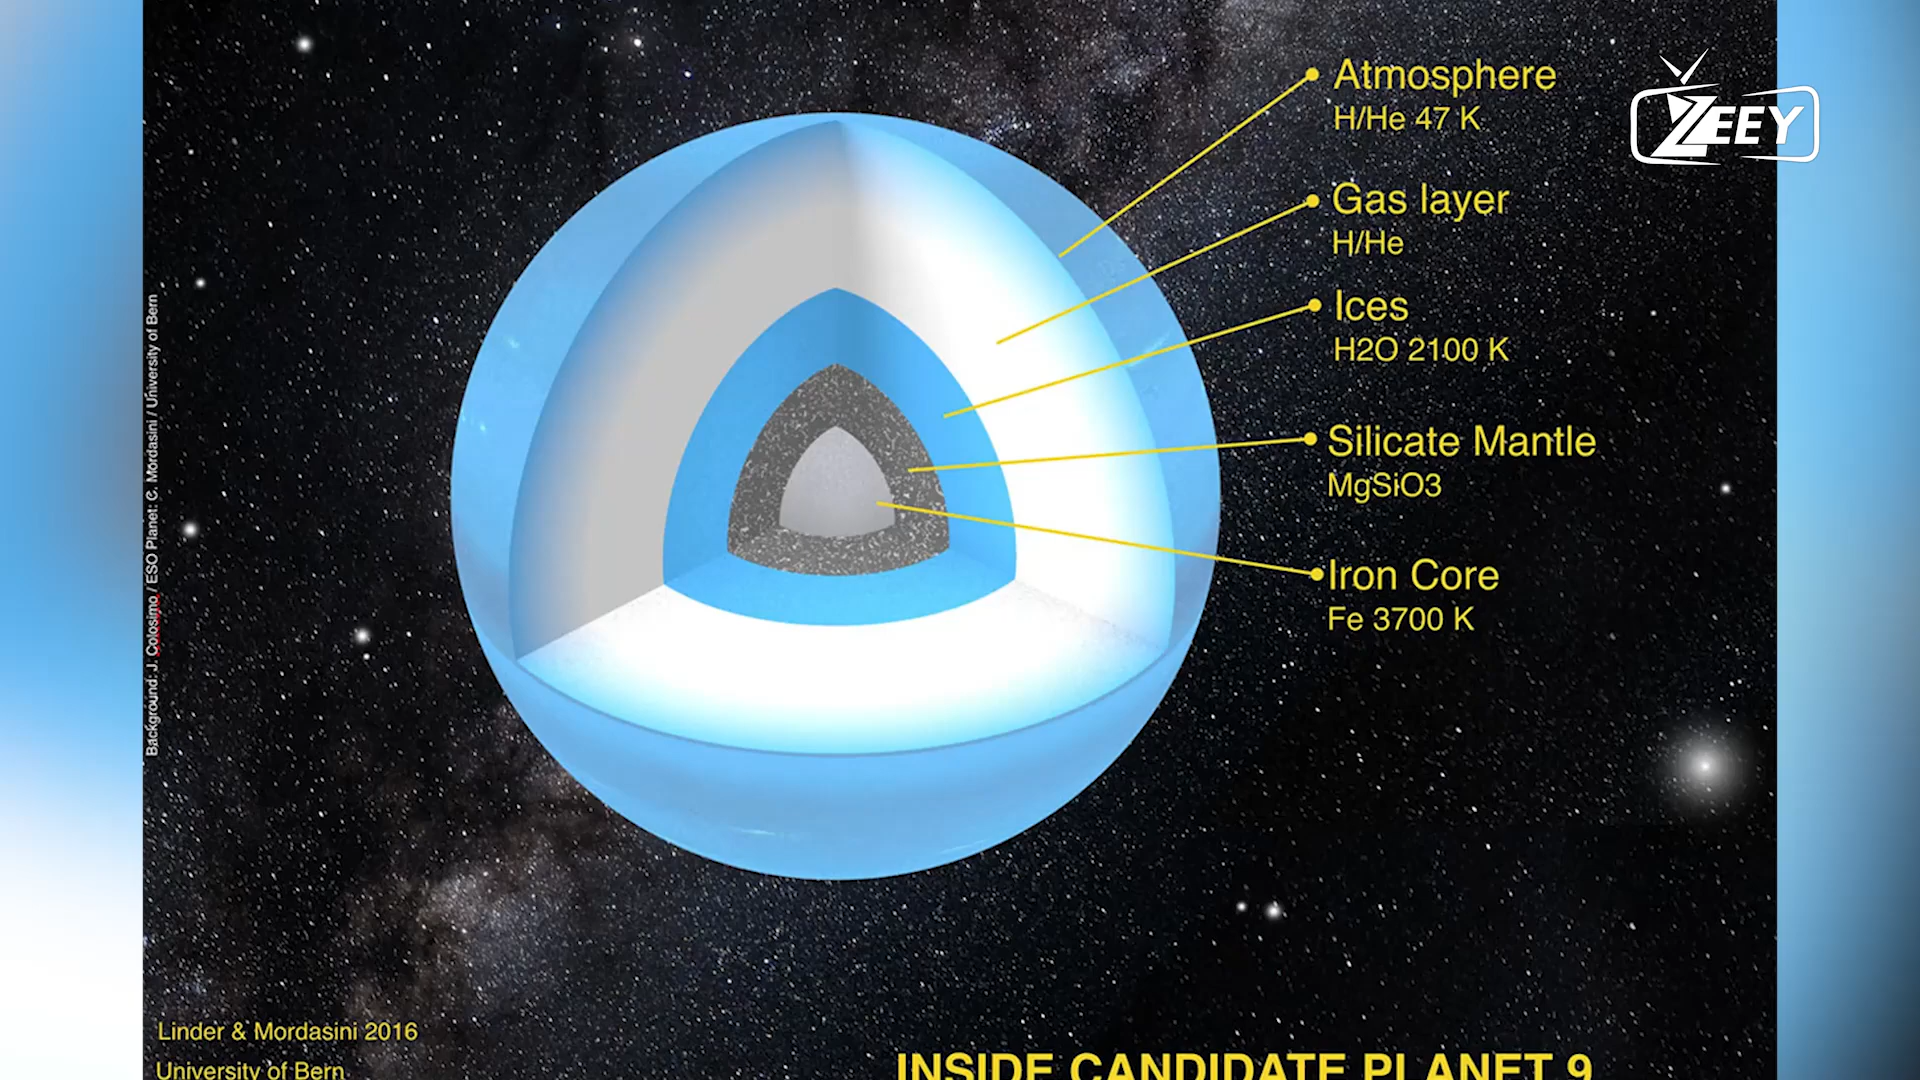 Atmosphere
H/He 47 K
ZEEY
Gas layer
H/He
Ices
H2O 2100 K
Silicate Mantle
MgSiO3
Iron Core
Fe 3700 K
Background: J. Colosimo / ESO Planet: C. Mordasini / University of Bern
Linder & Mordasini 2016
University of Bern
INSIDE CANDIDATE PLANET 9